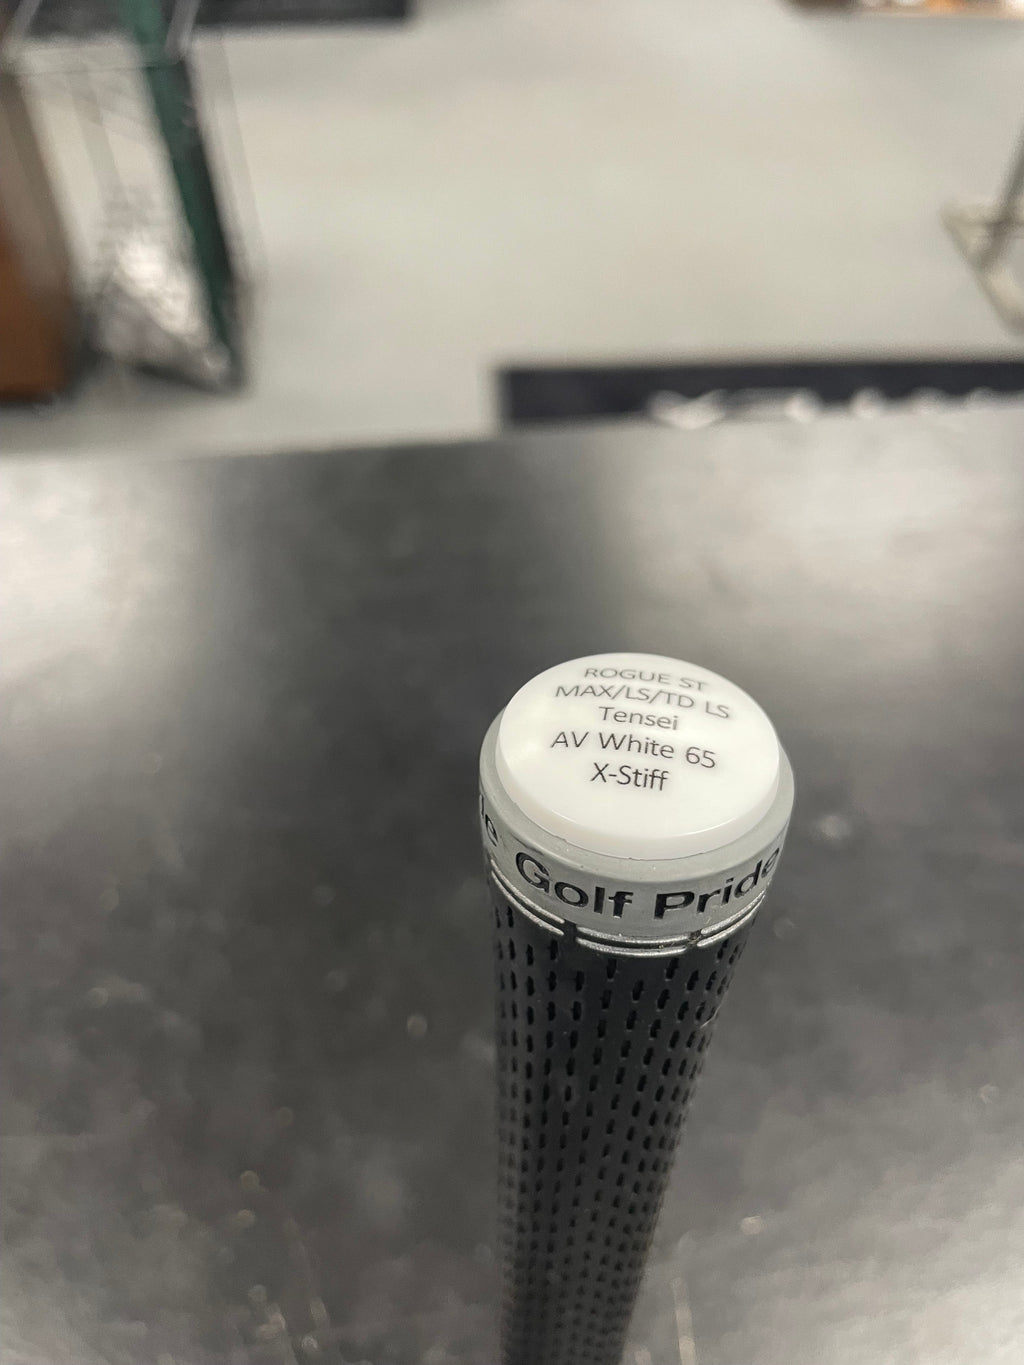 ROGUE ST
MAX/LS/TD LS
Tensei
AV White 65
X-Stiff
Golf Pride